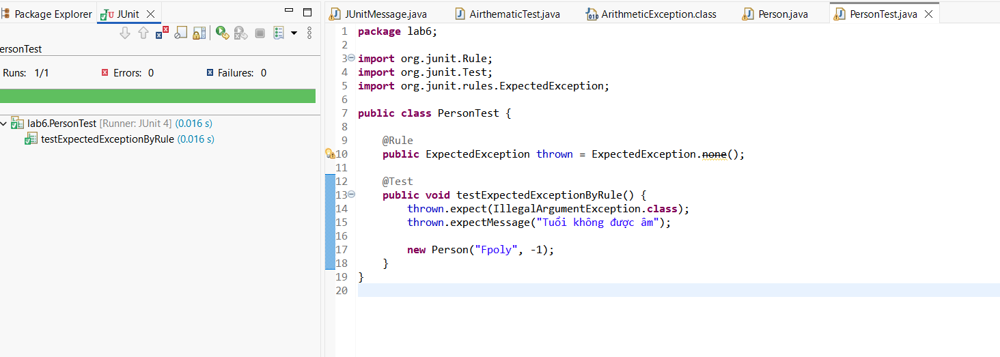 Package Explorer
JUnit
ersonTest
Runs: 1/1
Errors: 0
Failures: 0
lab6.PersonTest [Runner: JUnit 4] (0.016 s)
testExpectedExceptionByRule (0.016 s)
JUnitMessage.java
AirthematicTest.java
ArithmeticException.class
Person.java
PersonTest.java
1 package lab6;
2
3 import org.junit.Rule;
4 import org.junit.Test;
5 import org.junit.rules.ExpectedException;
6
7 public class PersonTest {
8
9 @Rule
10 public ExpectedException thrown = ExpectedException.none();
11
12 @Test
13 public void testExpectedExceptionByRule() {
14 thrown.expect(IllegalArgumentException.class);
15 thrown.expectMessage("Tuổi không được âm");
16
17 new Person("Fpoly", -1);
18 }
19 }
20